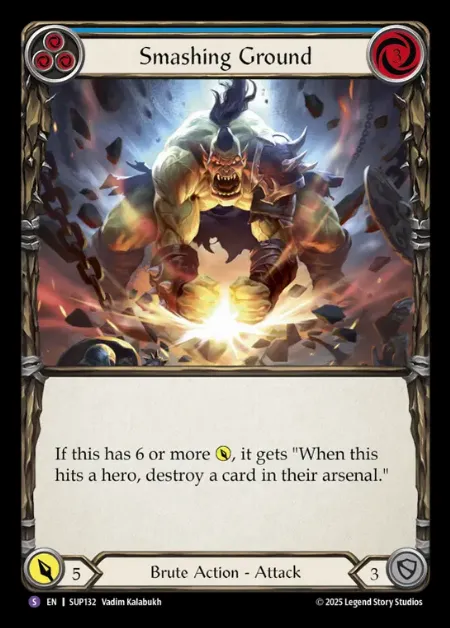 Smashing Ground
3
If this has 6 or more , it gets "When this
hits a hero, destroy a card in their arsenal."
5
Brute Action - Attack
3
S EN | SUP132 Vadim Kalabukh
© 2025 Legend Story Studios